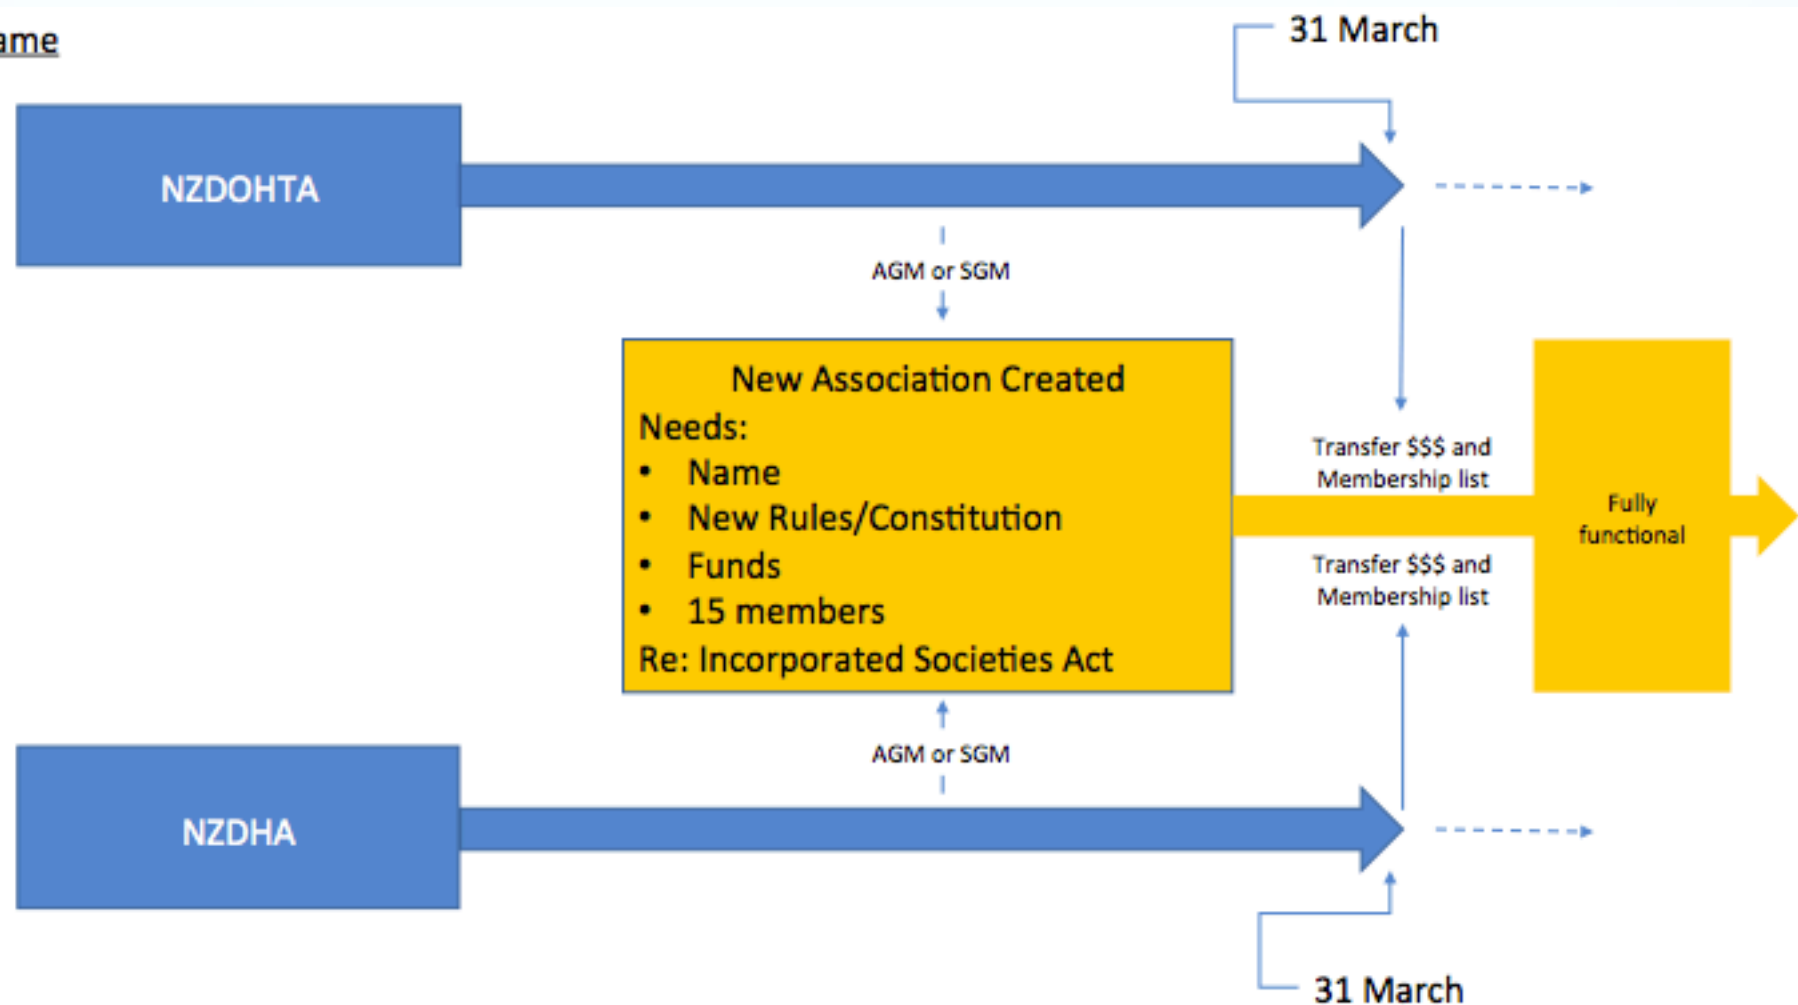 ame
31 March
NZDOHTA
AGM or SGM
New Association Created
Needs:
• Name
• New Rules/Constitution
• Funds
• 15 members
Re: Incorporated Societies Act
Transfer $$$ and
Membership list
Fully
functional
Transfer $$$ and
Membership list
AGM or SGM
NZDHA
31 March